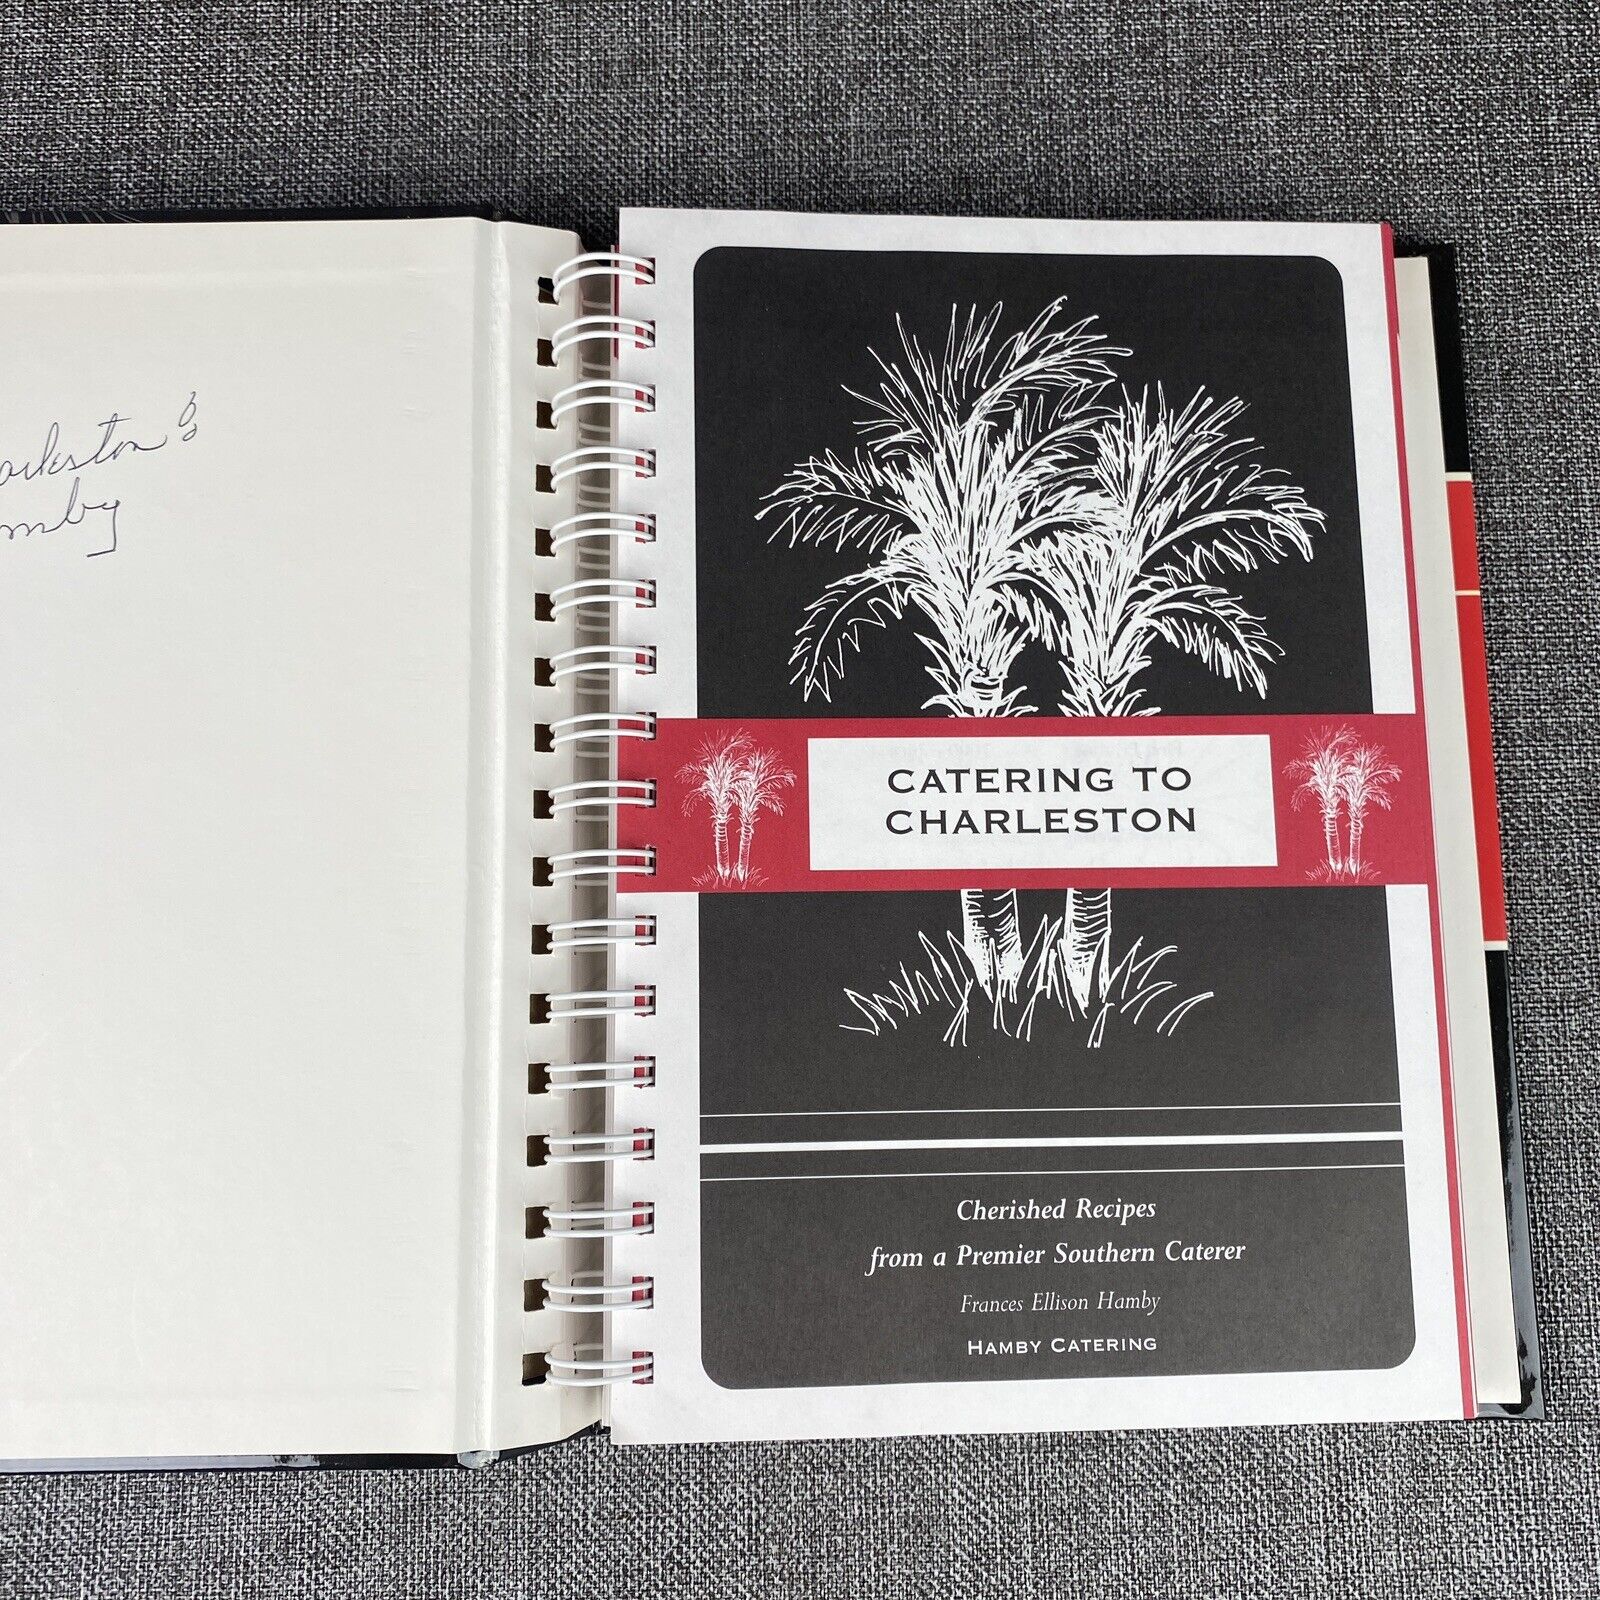 CATERING TO
CHARLESTON
Cherished Recipes
from a Premier Southern Caterer
Frances Ellison Hamby
HAMBY CATERING